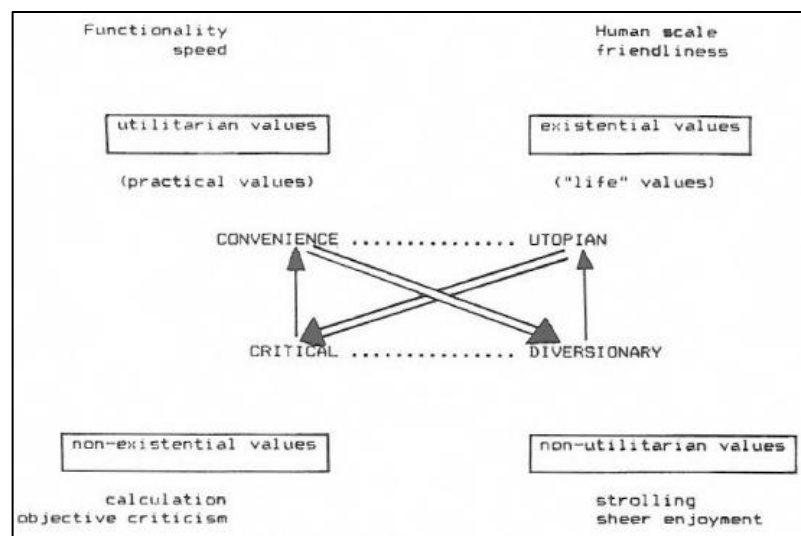 Functionality
speed
Human scale
friendliness
utilitarian values
existential values
(practical values)
("life" values)
CONVENIENCE .............. UTOPIAN
CRITICAL .............. DIVERSIONARY
non-existential values
non-utilitarian values
calculation
objective criticism
strolling
sheer enjoyment